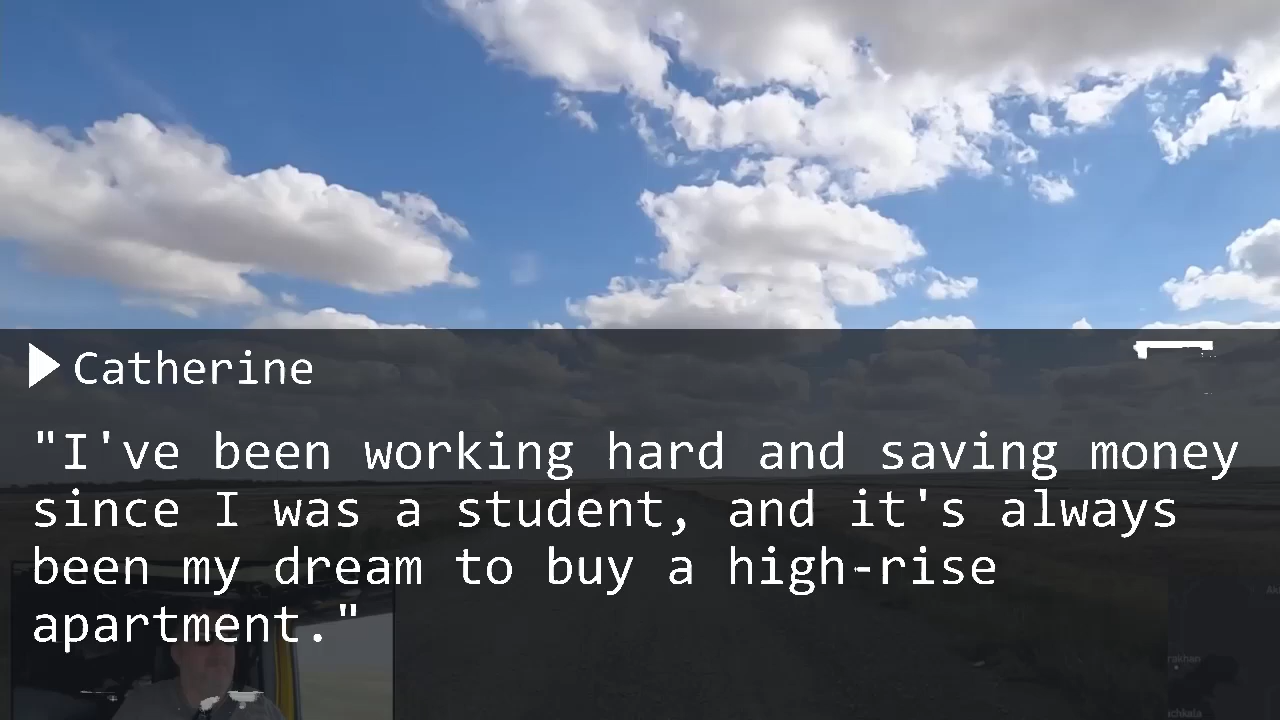 Catherine
"I've been working hard and saving money
since I was a student, and it's always
been my dream to buy a high-rise
apartment."